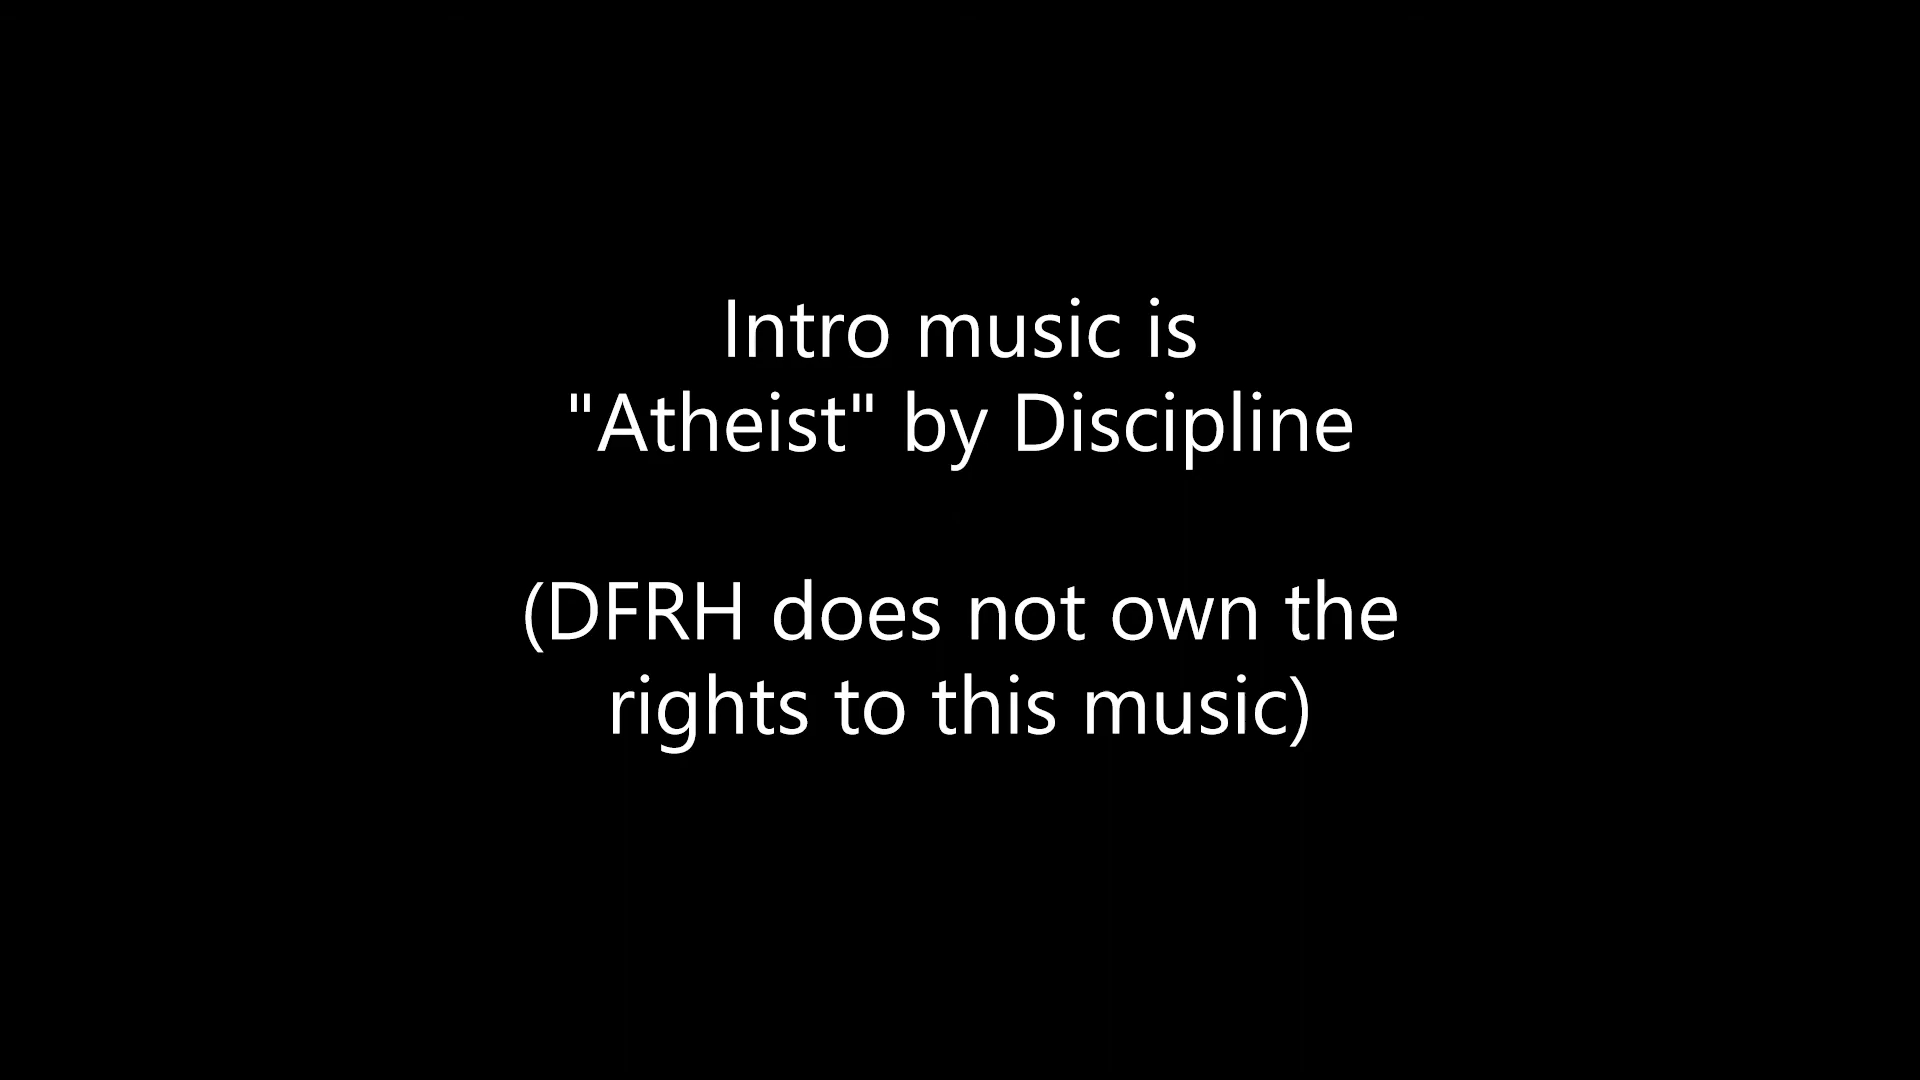 Intro music is
"Atheist" by Discipline
(DFRH does not own the
rights to this music)